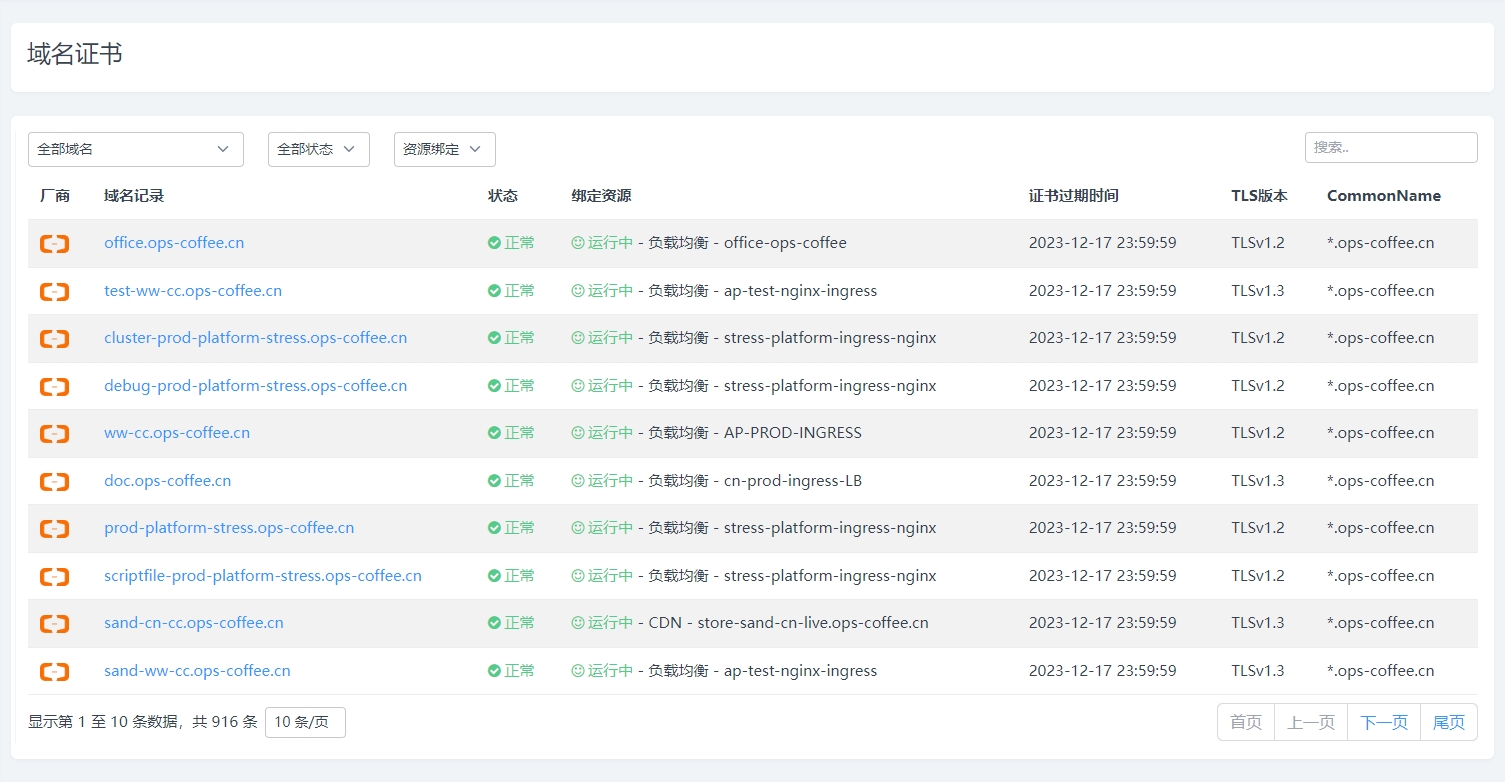 域名证书
全部域名 全部状态 资源绑定 搜索..
厂商 域名记录 状态 绑定资源 证书过期时间 TLS版本 CommonName
office.ops-coffee.cn 正常 运行中 - 负载均衡 - office-ops-coffee 2023-12-17 23:59:59 TLSv1.2 *.ops-coffee.cn
test-ww-cc.ops-coffee.cn 正常 运行中 - 负载均衡 - ap-test-nginx-ingress 2023-12-17 23:59:59 TLSv1.3 *.ops-coffee.cn
cluster-prod-platform-stress.ops-coffee.cn 正常 运行中 - 负载均衡 - stress-platform-ingress-nginx 2023-12-17 23:59:59 TLSv1.2 *.ops-coffee.cn
debug-prod-platform-stress.ops-coffee.cn 正常 运行中 - 负载均衡 - stress-platform-ingress-nginx 2023-12-17 23:59:59 TLSv1.2 *.ops-coffee.cn
ww-cc.ops-coffee.cn 正常 运行中 - 负载均衡 - AP-PROD-INGRESS 2023-12-17 23:59:59 TLSv1.2 *.ops-coffee.cn
doc.ops-coffee.cn 正常 运行中 - 负载均衡 - cn-prod-ingress-LB 2023-12-17 23:59:59 TLSv1.3 *.ops-coffee.cn
prod-platform-stress.ops-coffee.cn 正常 运行中 - 负载均衡 - stress-platform-ingress-nginx 2023-12-17 23:59:59 TLSv1.2 *.ops-coffee.cn
scriptfile-prod-platform-stress.ops-coffee.cn 正常 运行中 - 负载均衡 - stress-platform-ingress-nginx 2023-12-17 23:59:59 TLSv1.2 *.ops-coffee.cn
sand-cn-cc.ops-coffee.cn 正常 运行中 - CDN - store-sand-cn-live.ops-coffee.cn 2023-12-17 23:59:59 TLSv1.3 *.ops-coffee.cn
sand-ww-cc.ops-coffee.cn 正常 运行中 - 负载均衡 - ap-test-nginx-ingress 2023-12-17 23:59:59 TLSv1.3 *.ops-coffee.cn
显示第 1 至 10 条数据，共 916 条 10 条/页 首页 上一页 下一页 尾页